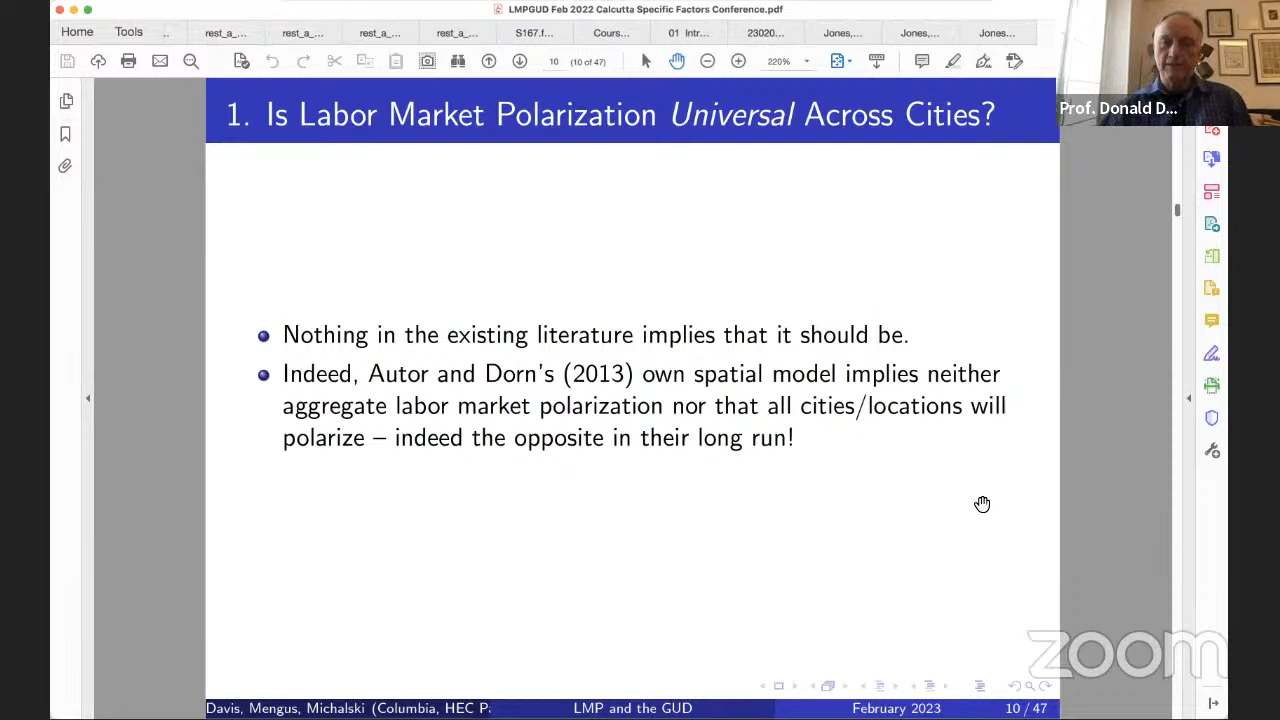 LMPGUD Feb 2022 Calcutta Specific Factors Conference.pdf
Home Tools .. rest_a_... rest_a_... rest_a_... rest_a_... S167.f... Cours... 01 Intr... 23020... Jones,... Jones,... Jones...
10 (10 of 47) 220%
Prof. Donald D...
1. Is Labor Market Polarization Universal Across Cities?
Nothing in the existing literature implies that it should be.
Indeed, Autor and Dorn's (2013) own spatial model implies neither
aggregate labor market polarization nor that all cities/locations will
polarize – indeed the opposite in their long run!
zoom
Davis, Mengus, Michalski (Columbia, HEC Pa LMP and the GUD February 2023 10 / 47